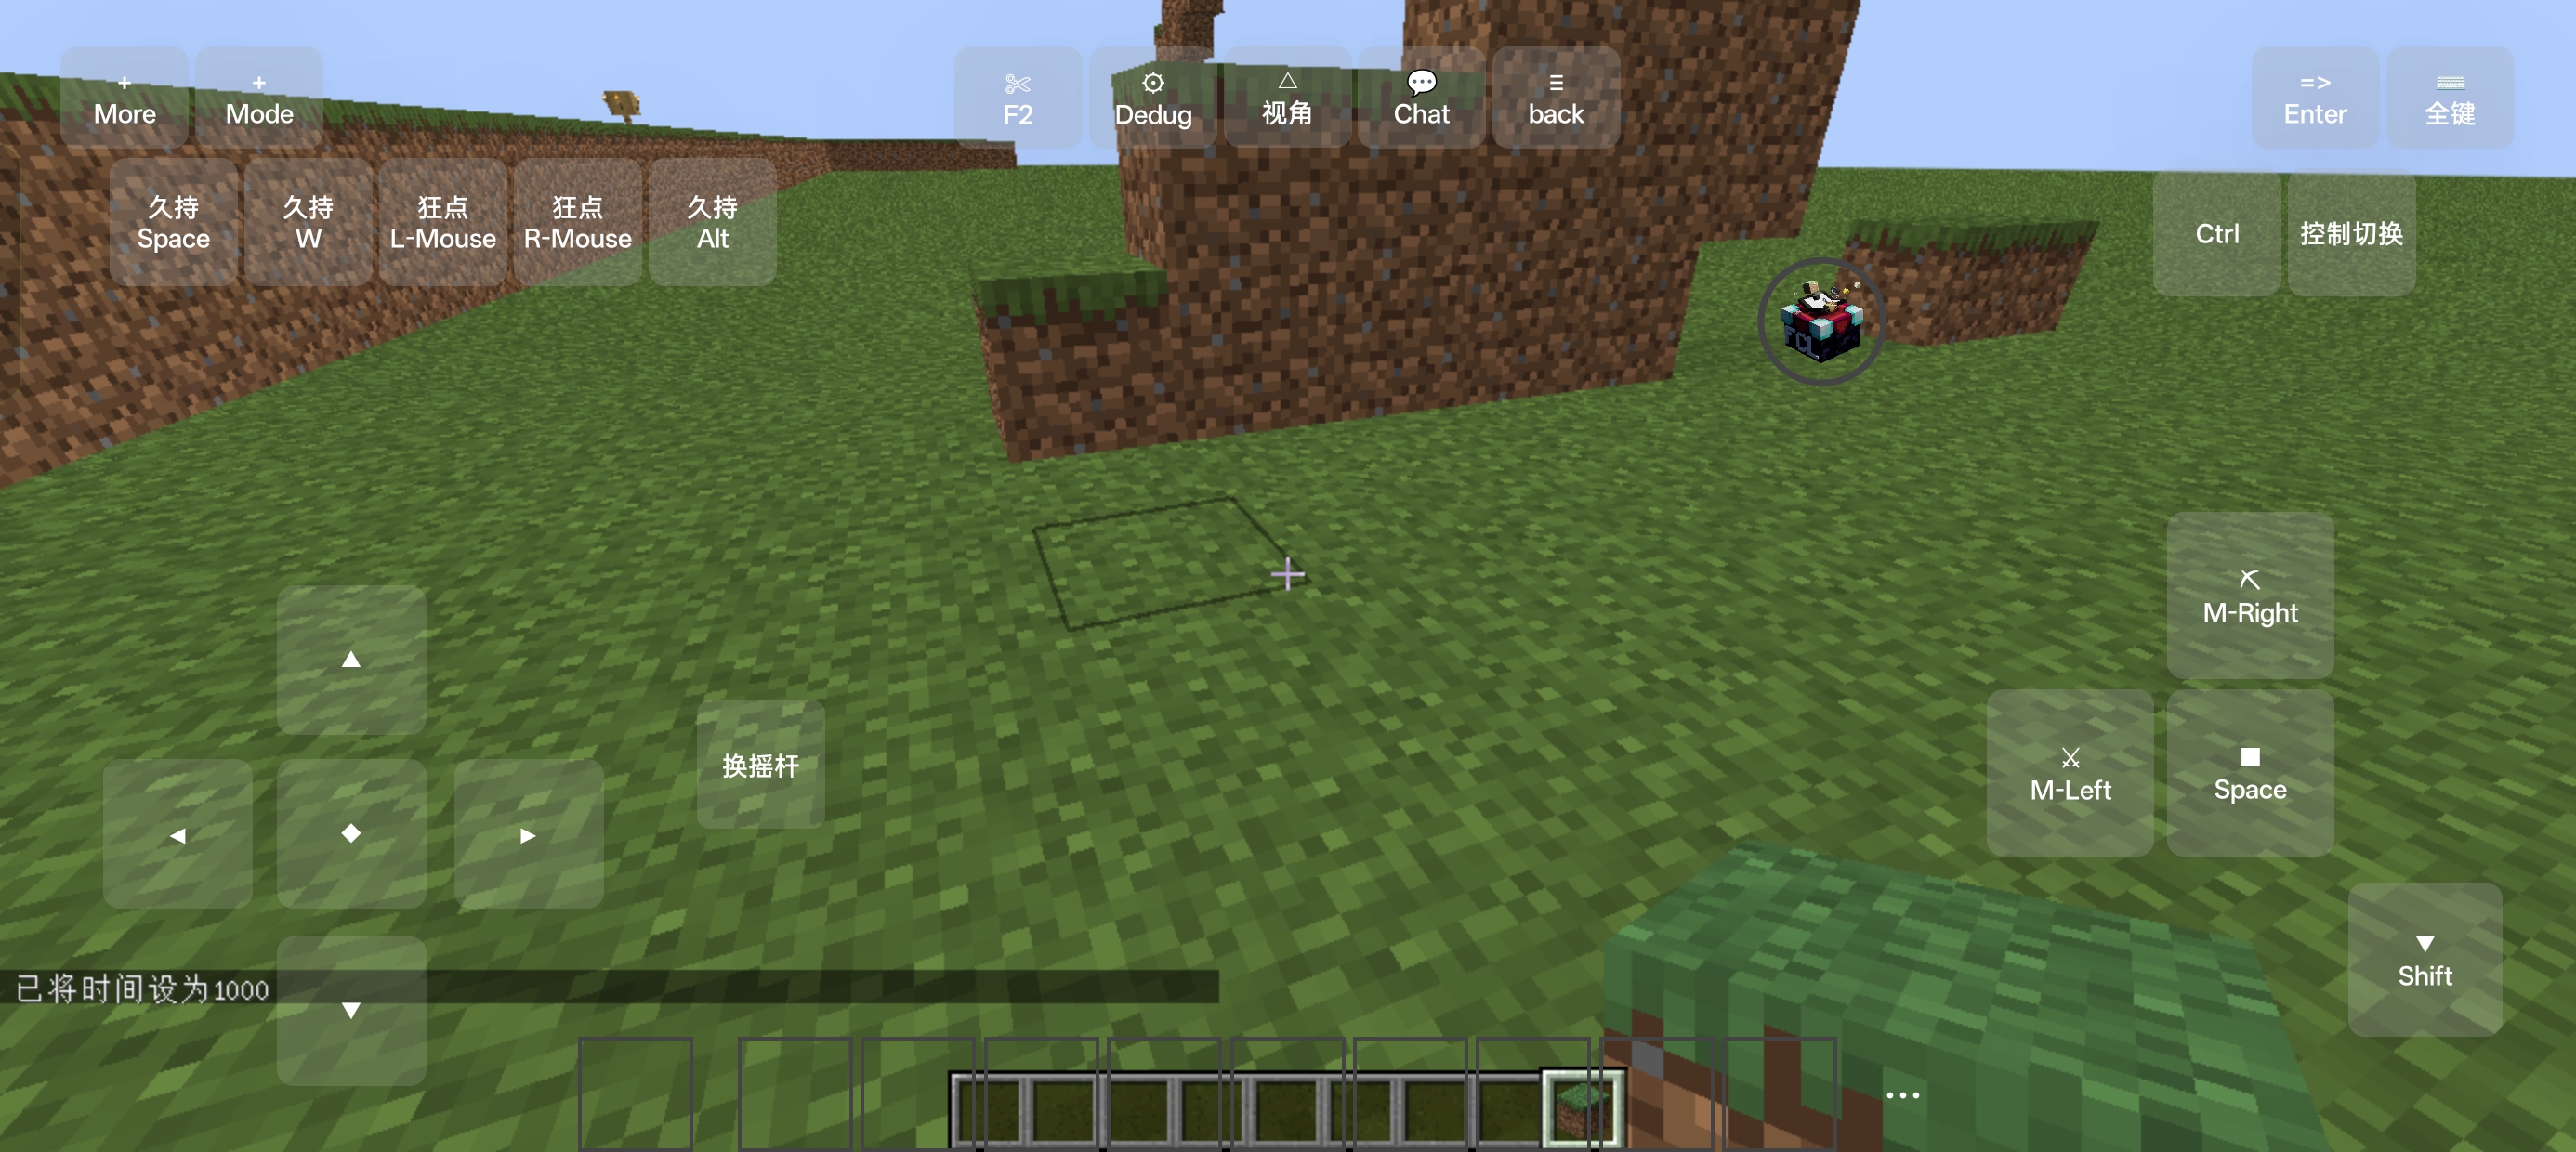 More
Mode
F2
Dedug
视角
Chat
back
Enter
全键
久持
Space
久持
W
狂点
L-Mouse
狂点
R-Mouse
久持
Alt
Ctrl
控制切换
FCL
M-Right
换摇杆
M-Left
Space
Shift
已将时间设为1000